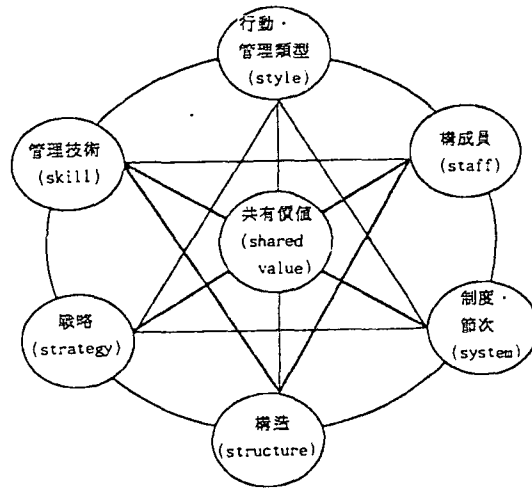 行動・
管理類型
(style)
管理技術
(skill)
構成員
(staff)
共有價値
(shared
value)
戰略
(strategy)
制度・
節次
(system)
構造
(structure)